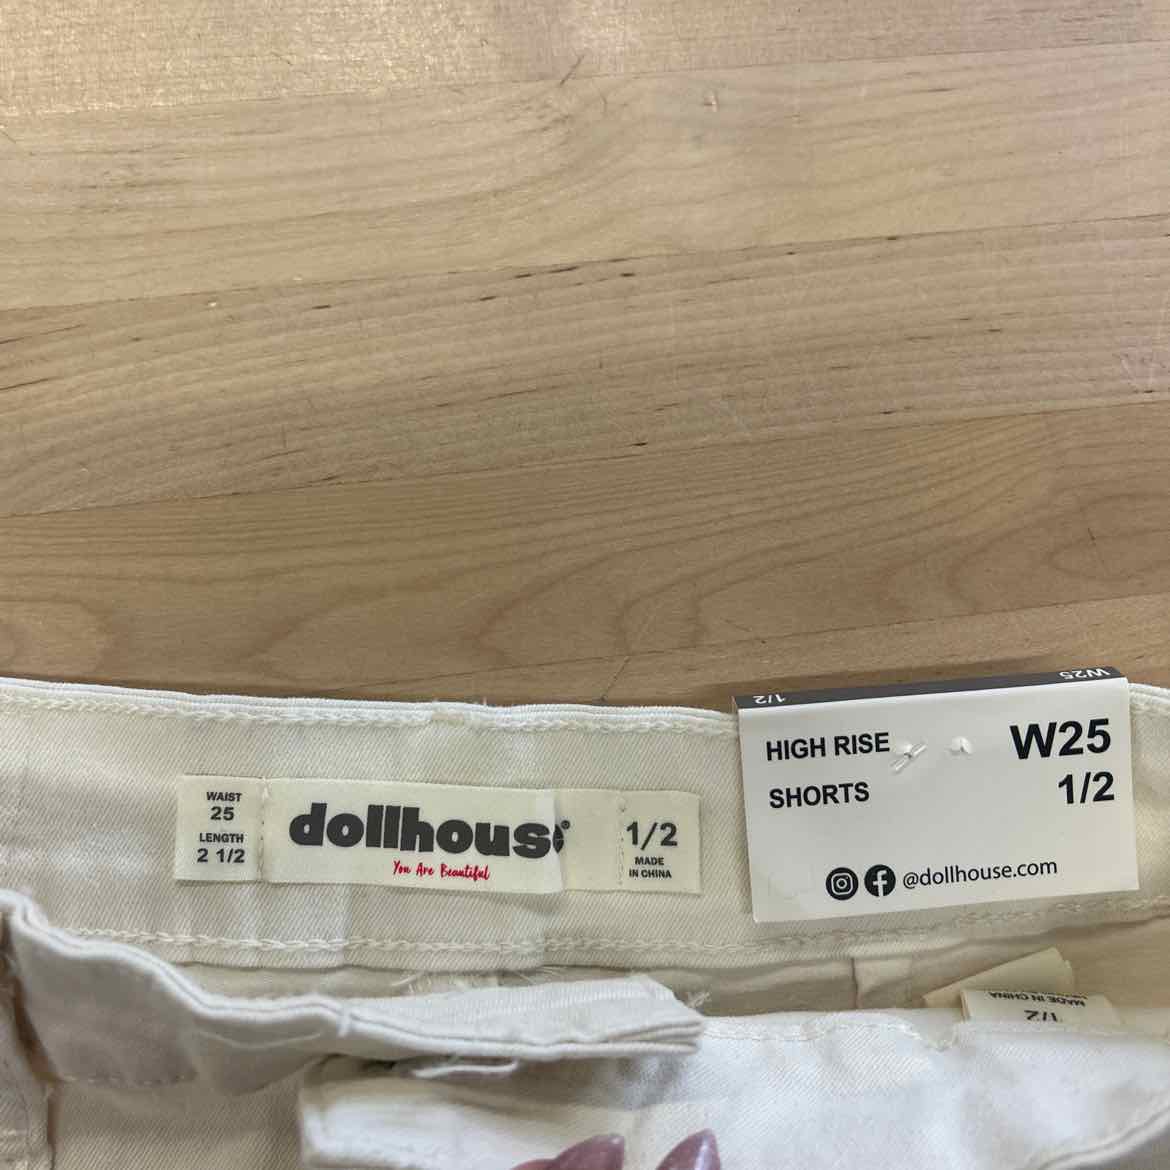 W25
1/2
HIGH RISE
W25
SHORTS
1/2
@dollhouse.com
WAIST
25
LENGTH
2 1/2
dollhouse®
You Are Beautiful
1/2
MADE
IN CHINA
MADE IN CHINA
1/2